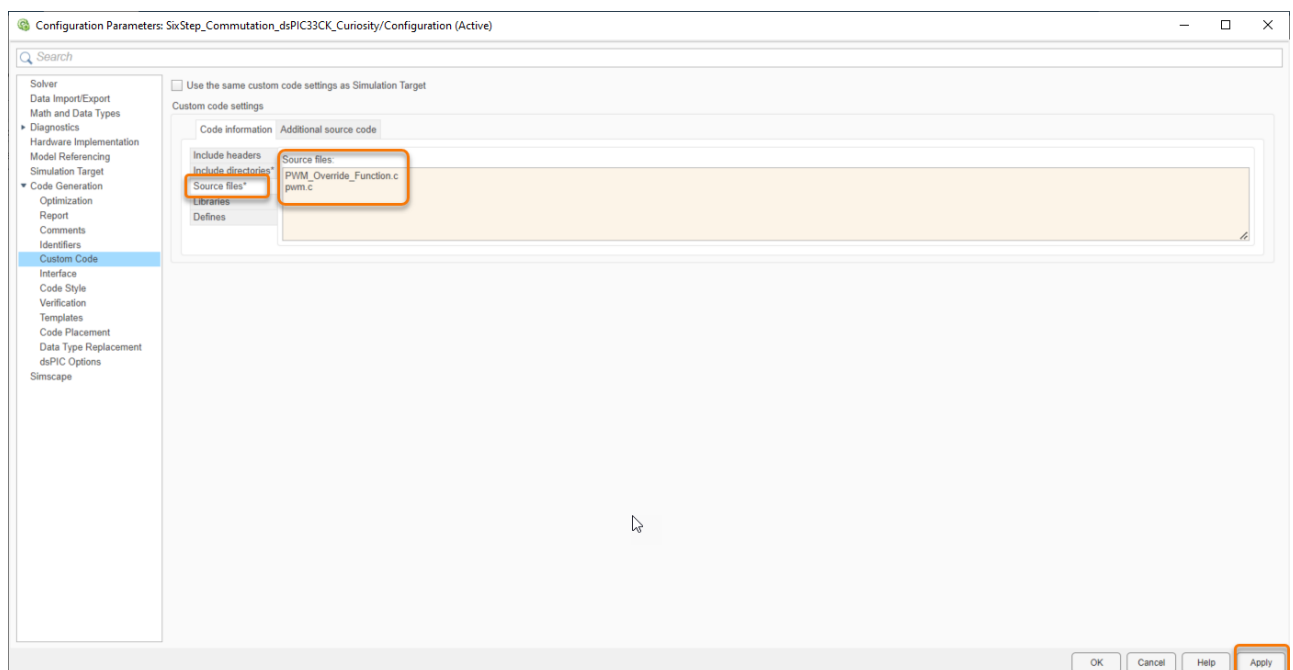 Configuration Parameters: SixStep_Commutation_dsPIC33CK_Curiosity/Configuration (Active)
Search
Solver
Data Import/Export
Math and Data Types
Diagnostics
Hardware Implementation
Model Referencing
Simulation Target
Code Generation
Optimization
Report
Comments
Identifiers
Custom Code
Interface
Code Style
Verification
Templates
Code Placement
Data Type Replacement
dsPIC Options
Simscape
Use the same custom code settings as Simulation Target
Custom code settings
Code information Additional source code
Include headers
Include directories*
Source files*
Libraries
Defines
Source files:
PWM_Override_Function.c
pwm.c
OK Cancel Help Apply